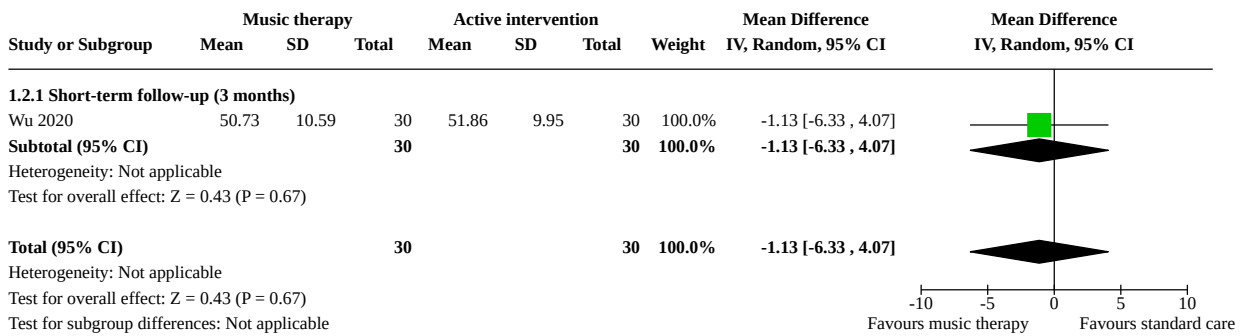 Music therapy Active intervention Mean Difference Mean Difference
Study or Subgroup Mean SD Total Mean SD Total Weight IV, Random, 95% CI IV, Random, 95% CI
1.2.1 Short-term follow-up (3 months)
Wu 2020 50.73 10.59 30 51.86 9.95 30 100.0% -1.13 [-6.33 , 4.07]
Subtotal (95% CI) 30 30 100.0% -1.13 [-6.33 , 4.07]
Heterogeneity: Not applicable
Test for overall effect: Z = 0.43 (P = 0.67)
Total (95% CI) 30 30 100.0% -1.13 [-6.33 , 4.07]
Heterogeneity: Not applicable
Test for overall effect: Z = 0.43 (P = 0.67)
-10 -5 0 5 10
Test for subgroup differences: Not applicable Favours music therapy Favours standard care